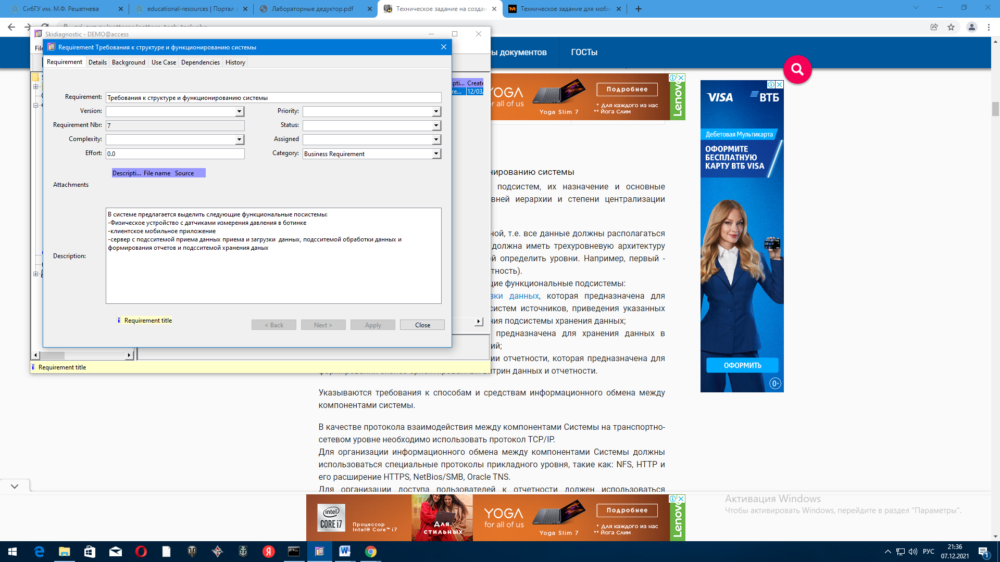 СибГУ им. М.Ф. Решетнева
educational-resources | Портал э
Лабораторные дедуктор.pdf
Техническое задание на создан
Техническое задание для моби
Skidiagnostic - DEMO@access
File
Requirement Требования к структуре и функционированию системы
Requirement Details Background Use Case Dependencies History
Requirement: Требования к структуре и функционированию системы
Version: Priority:
Requirement Nbr: 7 Status:
Complexity: Assigned
Effort: 0.0 Category: Business Requirement
Descripti... File name Source
Attachments
Description:
В системе предлагается выделить следующие функциональные посистемы:
-Физическое устройство с датчиками измерения давления в ботинке
-клиентское мобильное приложение
-сервер с подсситемой приема данных приема и загрузки данных, подсситемой обработки данных и
формирования отчетов и подсситемой хранения даных
Requirement title
< Back Next > Apply Close
Requirement title
pti... Create
re... 12/03/
ы документов ГОСТы
YOGA
for all of us
Yoga Slim 7
Подробнее
* Для каждого из нас
** Йога Слим
Lenovo
нированию системы
подсистем, их назначение и основные
вней иерархии и степени централизации
ной, т.е. все данные должны располагаться
должна иметь трехуровневую архитектуру
й определить уровни. Например, первый -
тность).
щие функциональные подсистемы:
зки данных, которая предназначена для
систем источников, приведения указанных
ния подсистемы хранения данных;
предназначена для хранения данных в
ий;
ии отчетности, которая предназначена для
витрин данных и отчетности.
Указываются требования к способам и средствам информационного обмена между
компонентами системы.
В качестве протокола взаимодействия между компонентами Системы на транспортно-
сетевом уровне необходимо использовать протокол TCP/IP.
Для организации информационного обмена между компонентами Системы должны
использоваться специальные протоколы прикладного уровня, такие как: NFS, HTTP и
его расширение HTTPS, NetBios/SMB, Oracle TNS.
Для организации доступа пользователей к отчетности должен использоваться
VISA ВТБ
Дебетовая Мультикарта
ОФОРМИТЕ
БЕСПЛАТНУЮ
КАРТУ ВТБ VISA
ОФОРМИТЬ
0+
intel
CORE i7
Процессор
Intel® Core™ i7
Для
стильных
YOGA
for all of us
Yoga Slim 7
Подробнее
* Для каждого из нас
** Йога Слим
Lenovo
Активация Windows
Чтобы активировать Windows, перейдите в раздел "Параметры".
РУС
21:36
07.12.2021
1